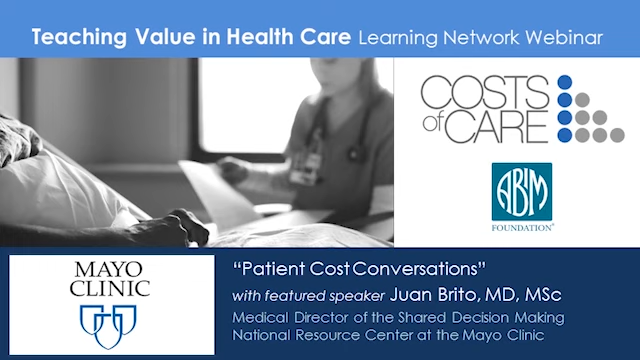 Teaching Value in Health Care Learning Network Webinar
COSTS
of CARE
ABIM
FOUNDATION®
MAYO
CLINIC
“Patient Cost Conversations”
with featured speaker Juan Brito, MD, MSc
Medical Director of the Shared Decision Making
National Resource Center at the Mayo Clinic